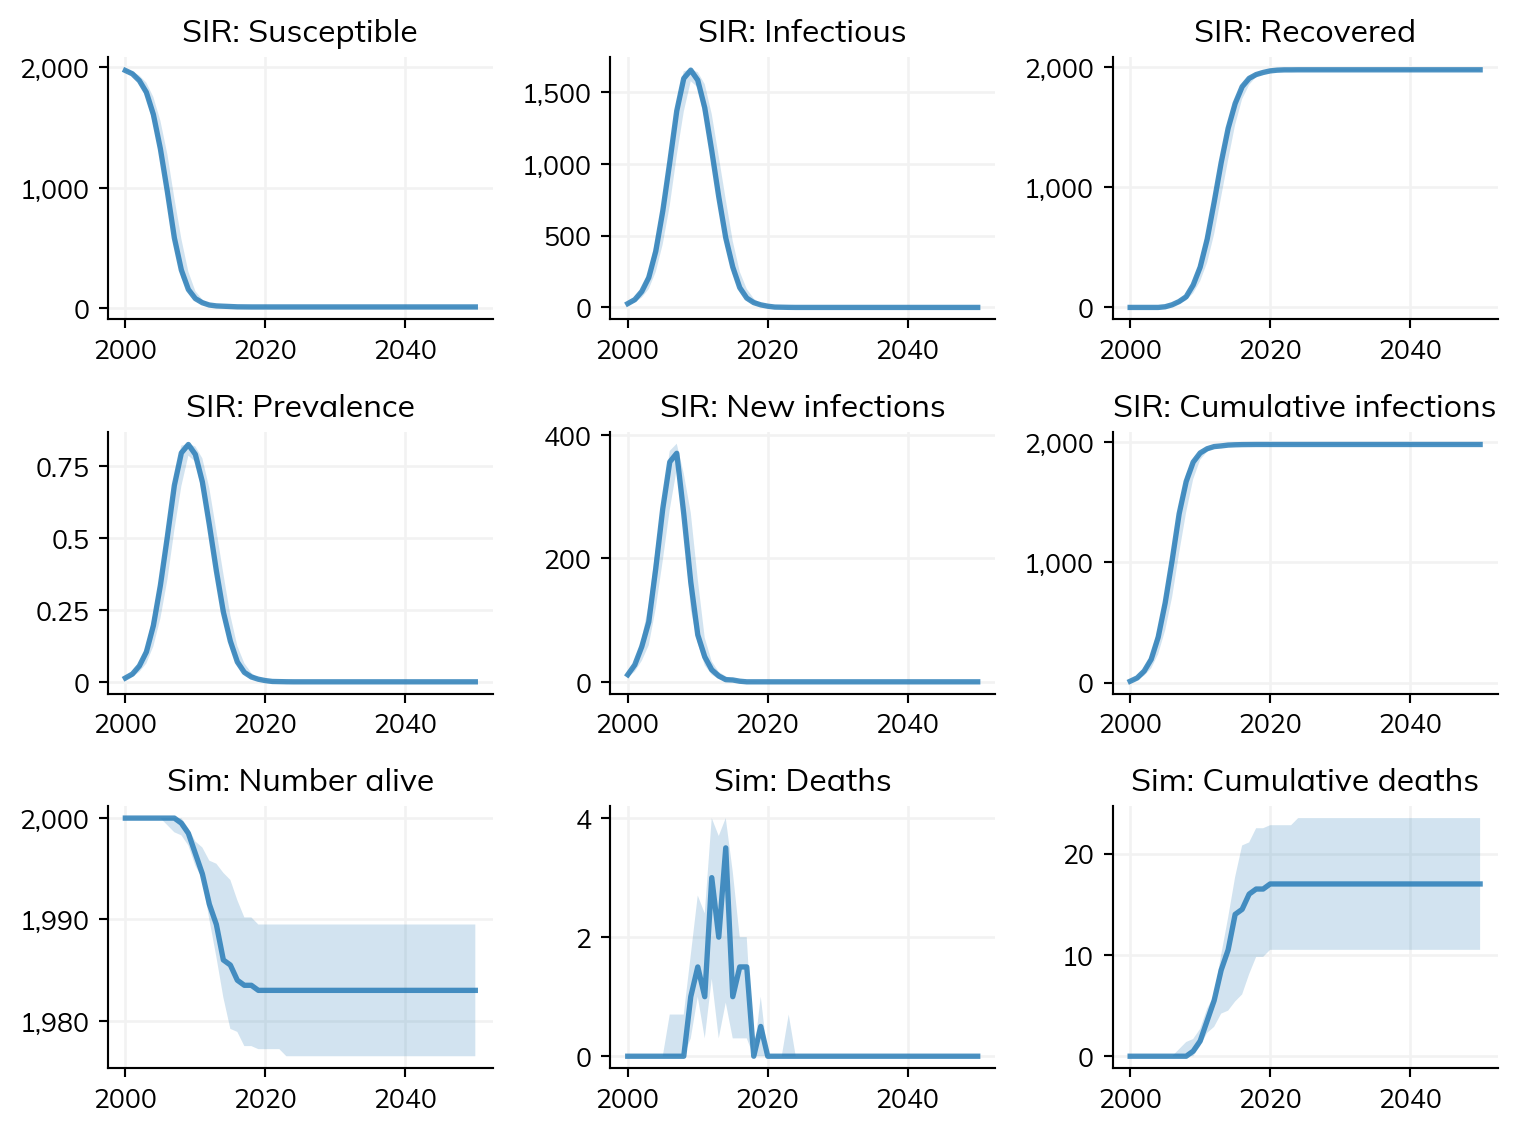 SIR: Susceptible
2,000
1,000
0
2000 2020 2040
SIR: Infectious
1,500
1,000
500
0
2000 2020 2040
SIR: Recovered
2,000
1,000
0
2000 2020 2040
SIR: Prevalence
0.75
0.5
0.25
0
2000 2020 2040
SIR: New infections
400
200
0
2000 2020 2040
SIR: Cumulative infections
2,000
1,000
0
2000 2020 2040
Sim: Number alive
2,000
1,990
1,980
2000 2020 2040
Sim: Deaths
4
2
0
2000 2020 2040
Sim: Cumulative deaths
20
10
0
2000 2020 2040